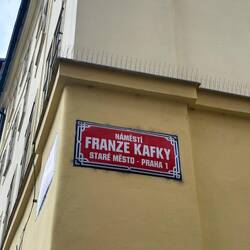 NÁMĚSTÍ
FRANZE KAFKY
STARÉ MĚSTO - PRAHA 1